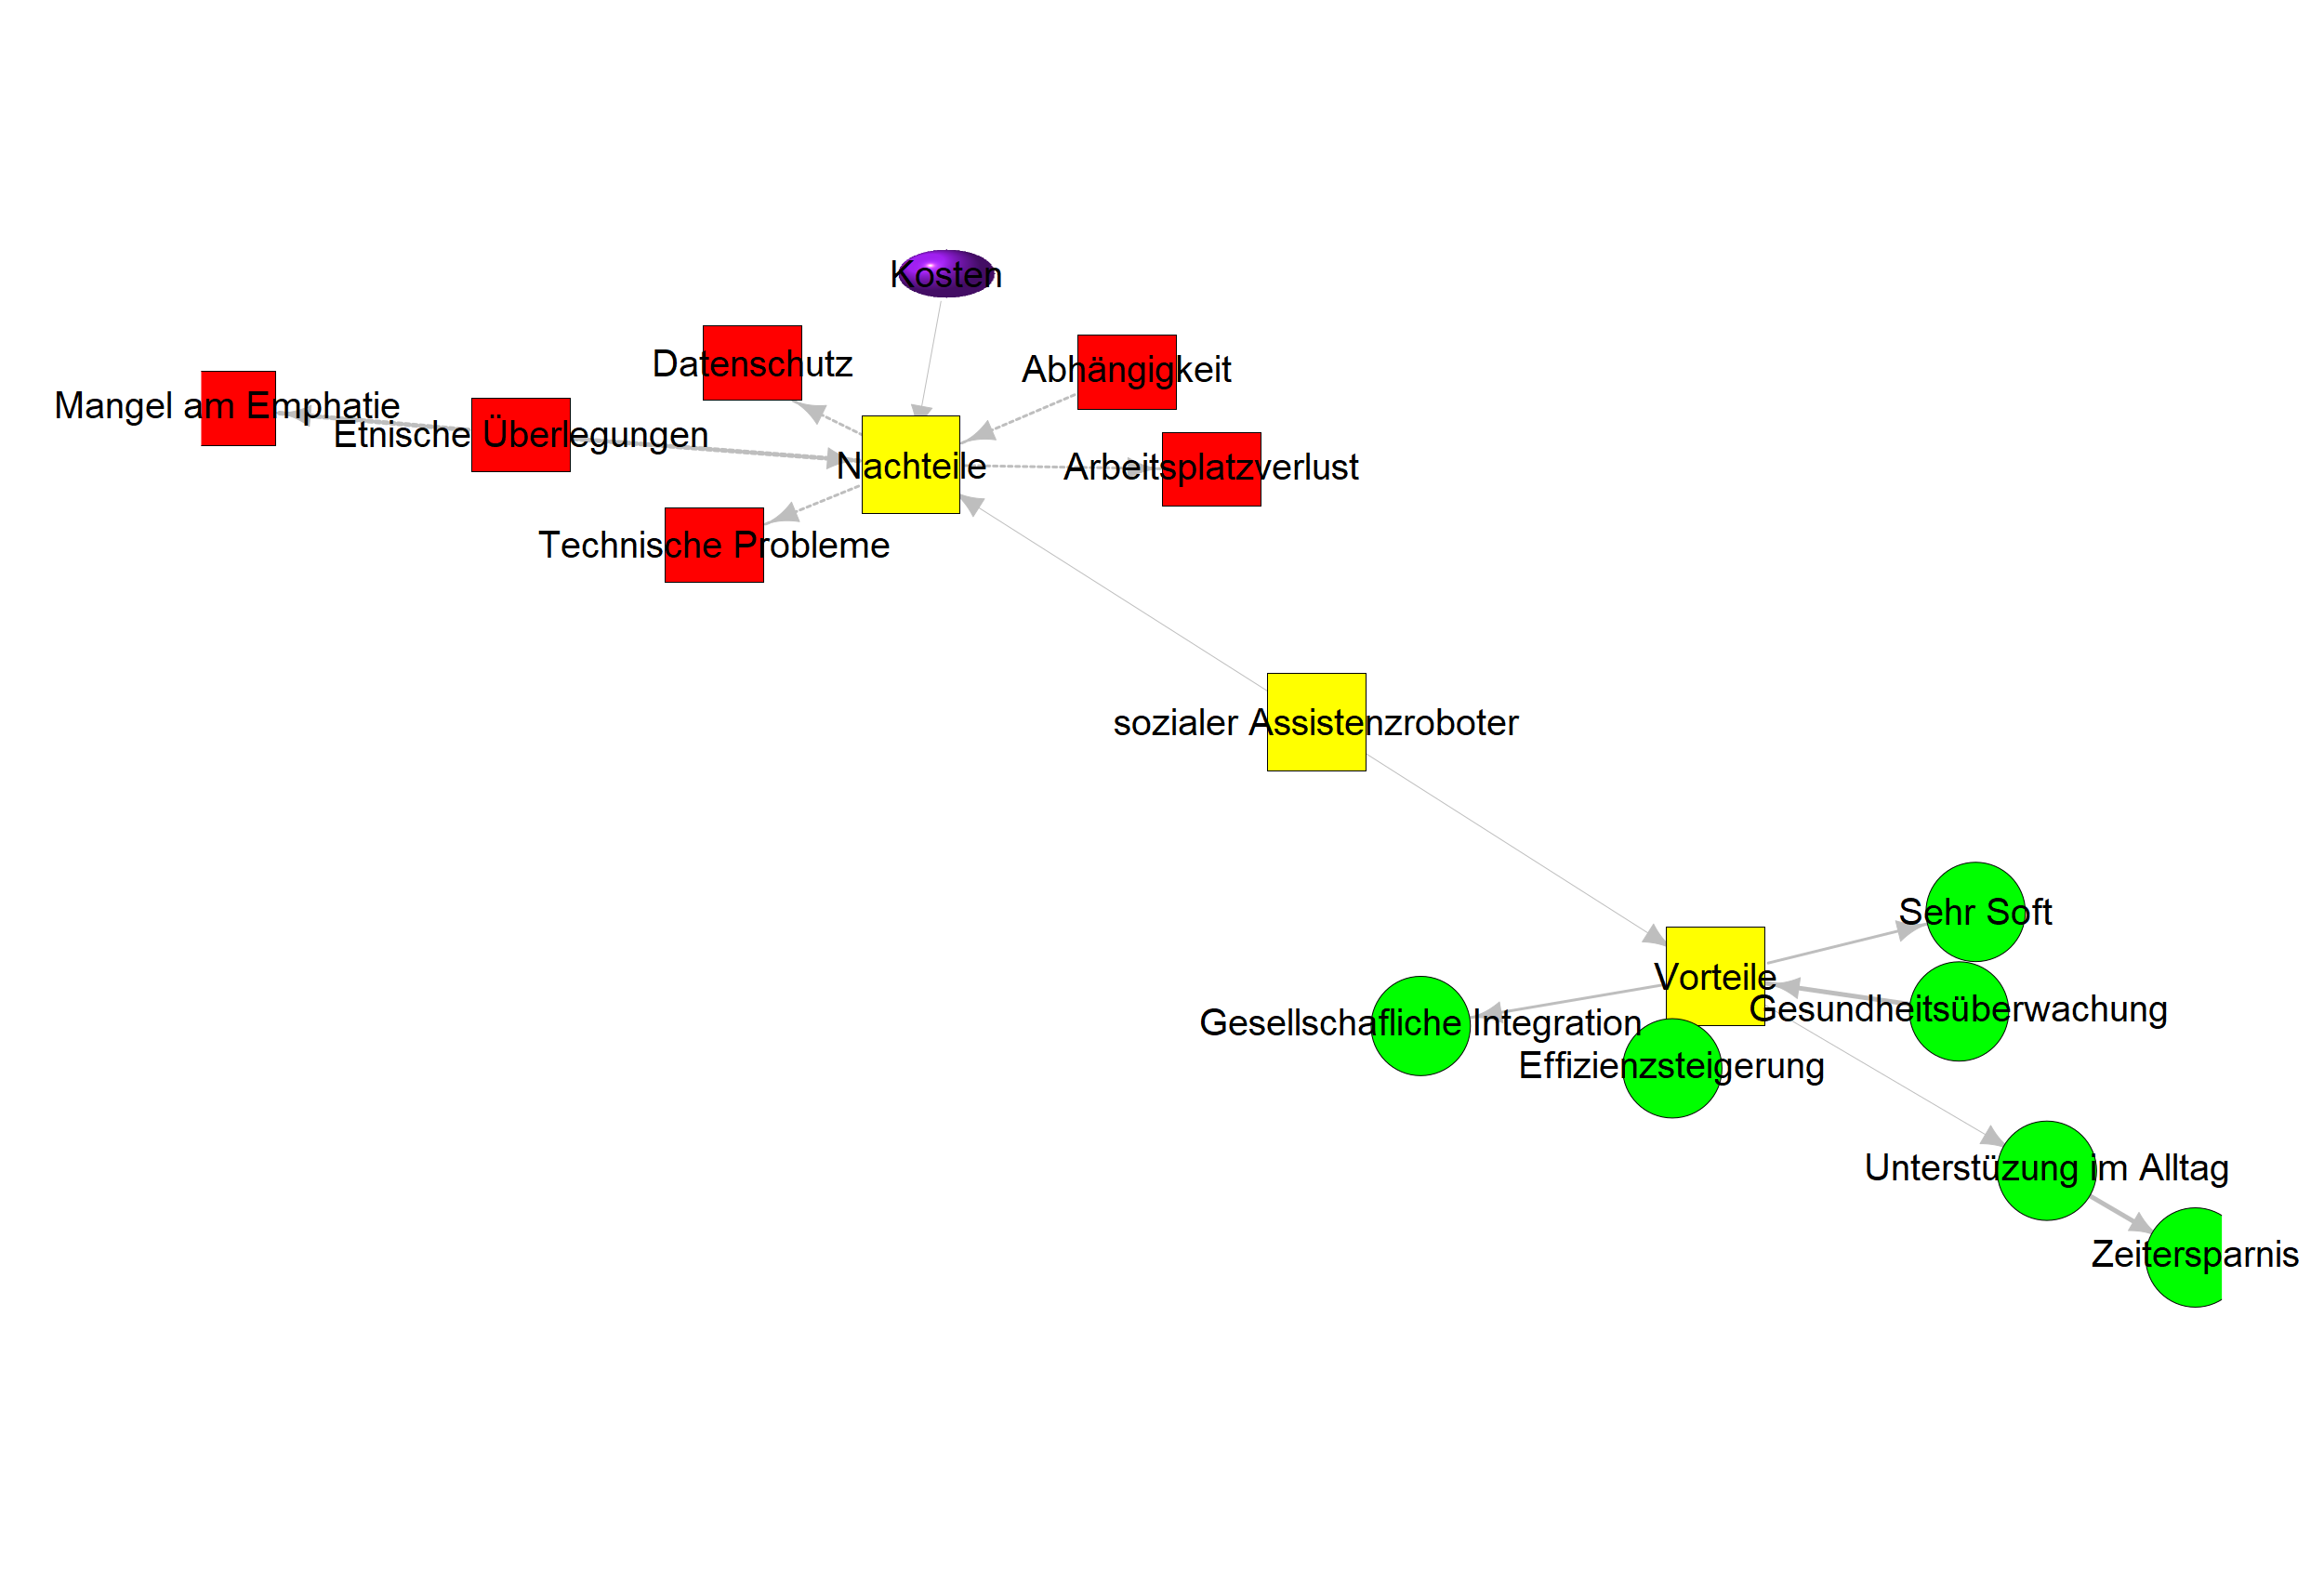 Kosten
Datenschutz
Abhängigkeit
Mangel am Emphatie
Etnische Überlegungen
Nachteile
Arbeitsplatzverlust
Technische Probleme
sozialer Assistenzroboter
Sehr Soft
Vorteile
Gesundheitsüberwachung
Gesellschafliche Integration
Effizienzsteigerung
Unterstüzung im Alltag
Zeitersparnis